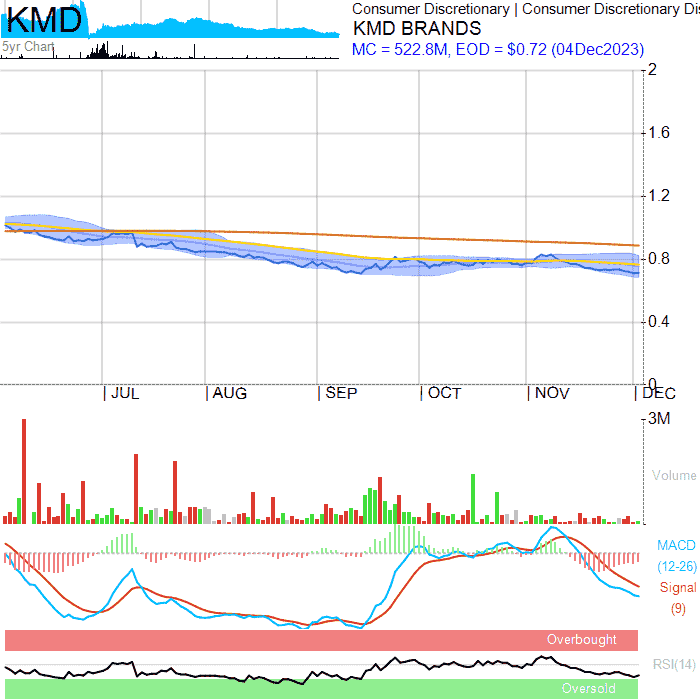 KMD
5yr Chart
Consumer Discretionary | Consumer Discretionary Dis
KMD BRANDS
MC = 522.8M, EOD = $0.72 (04Dec2023)
2
1.6
1.2
0.8
0.4
0
JUL AUG SEP OCT NOV DEC
3M
Volume
MACD
(12-26)
Signal
(9)
Overbought
RSI(14)
Oversold